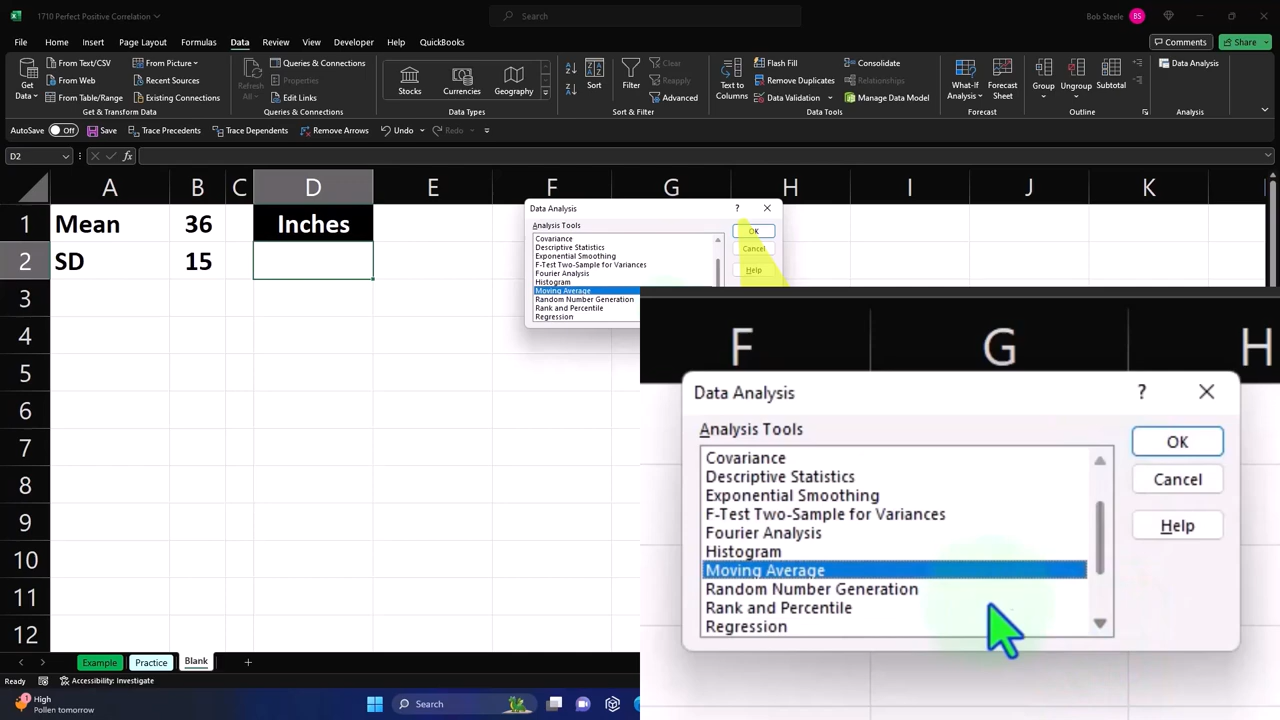 1710 Perfect Positive Correlation
Search
Bob Steele
BS
File Home Insert Page Layout Formulas Data Review View Developer Help QuickBooks
Comments
Share
Get Data
From Text/CSV
From Web
From Table/Range
From Picture
Recent Sources
Existing Connections
Get & Transform Data
Refresh All
Queries & Connections
Properties
Edit Links
Queries & Connections
Stocks
Currencies
Geography
Data Types
Sort
Filter
Clear
Reapply
Advanced
Sort & Filter
Text to Columns
Flash Fill
Remove Duplicates
Data Validation
Consolidate
Relationships
Manage Data Model
Data Tools
What-If Analysis
Forecast Sheet
Forecast
Group
Ungroup
Subtotal
Outline
Data Analysis
Analysis
AutoSave Off Save Trace Precedents Trace Dependents Remove Arrows Undo Redo
D2
fx
A B C D E F G H I J K
1 Mean 36 Inches
2 SD 15
3
4
5
6
7
8
9
10
11
12
Data Analysis
?
Analysis Tools
Covariance
Descriptive Statistics
Exponential Smoothing
F-Test Two-Sample for Variances
Fourier Analysis
Histogram
Moving Average
Random Number Generation
Rank and Percentile
Regression
OK
Cancel
Help
F G H
Data Analysis
?
Analysis Tools
Covariance
Descriptive Statistics
Exponential Smoothing
F-Test Two-Sample for Variances
Fourier Analysis
Histogram
Moving Average
Random Number Generation
Rank and Percentile
Regression
OK
Cancel
Help
Example Practice Blank
Ready
Accessibility: Investigate
1
High
Pollen tomorrow
Search